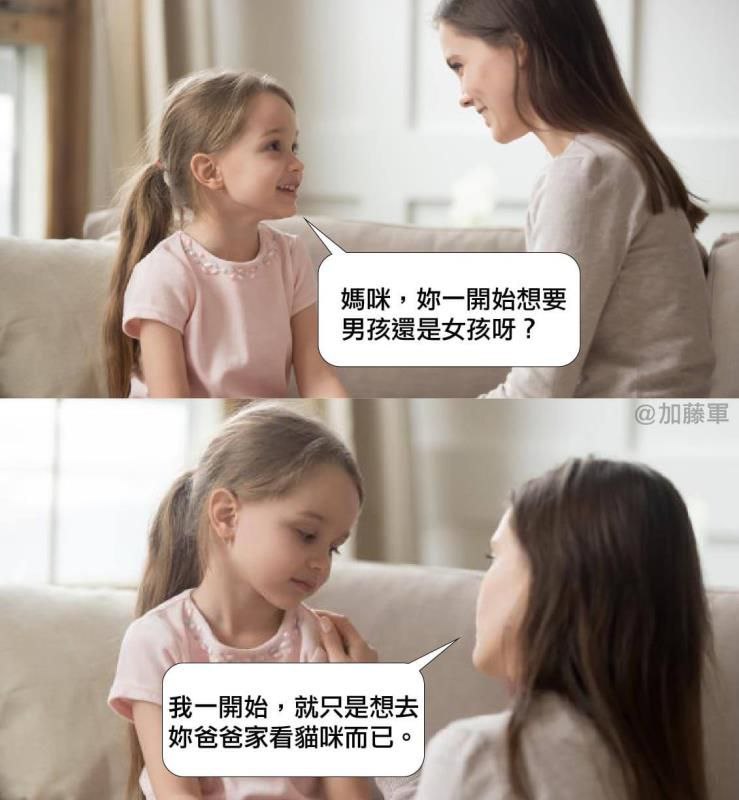 媽咪，妳一開始想要
男孩還是女孩呀？
@加藤軍
我一開始，就只是想去
妳爸爸家看貓咪而已。